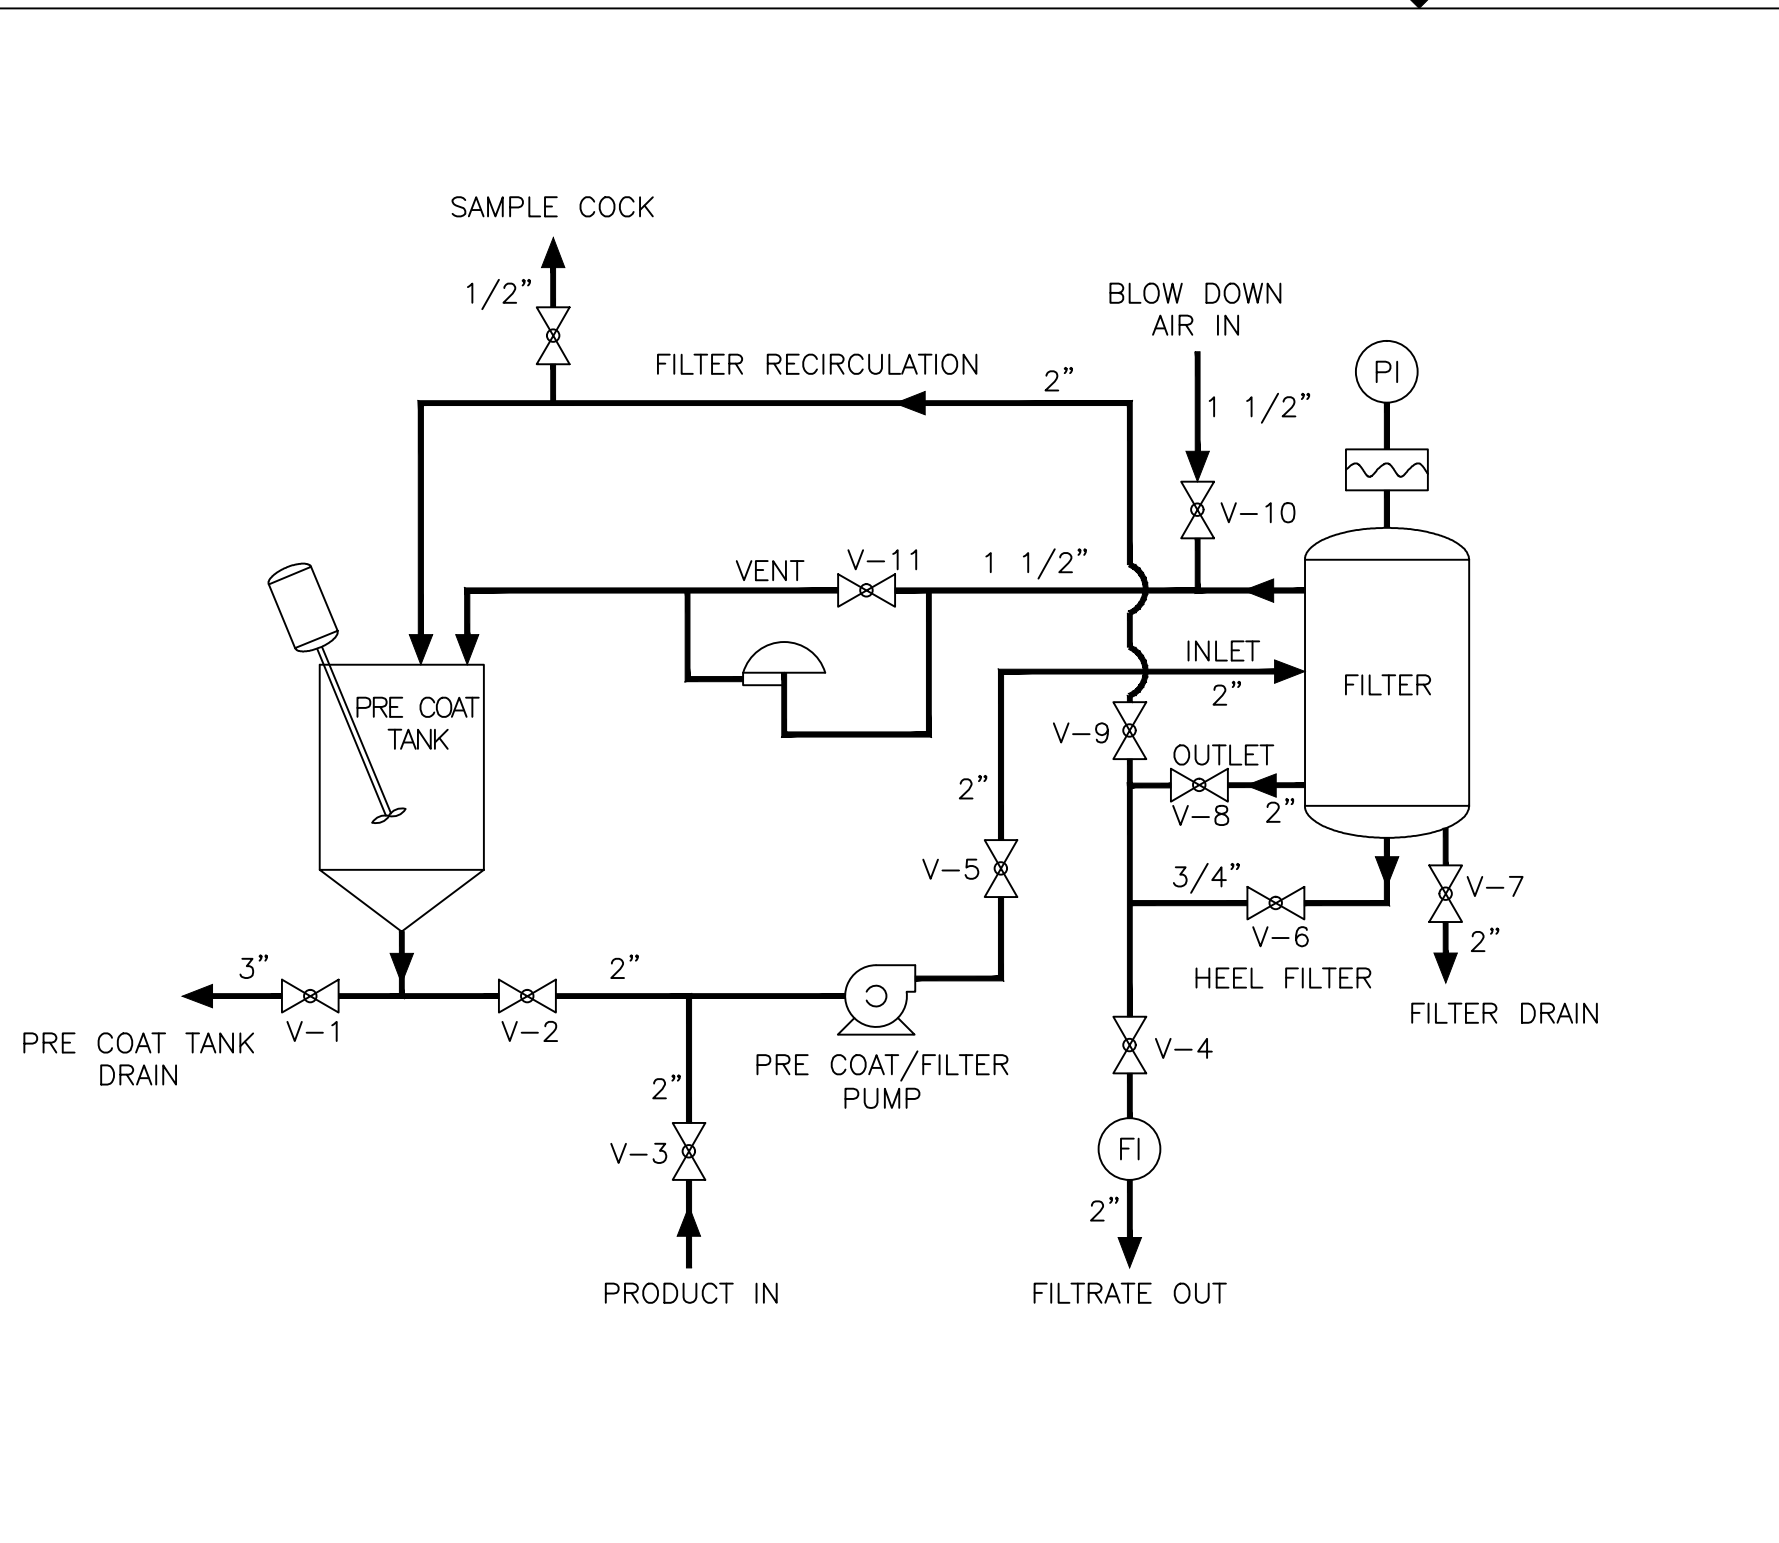 SAMPLE COCK
1/2"
BLOW DOWN
AIR IN
FILTER RECIRCULATION
2"
1 1/2"
PI
V-10
VENT
V-11
1 1/2"
INLET
2"
FILTER
PRE COAT
TANK
V-9
OUTLET
V-8
2"
2"
V-5
3/4"
V-6
HEEL FILTER
V-7
2"
FILTER DRAIN
3"
V-1
PRE COAT TANK
DRAIN
V-2
2"
PRE COAT/FILTER
PUMP
V-4
2"
V-3
FI
2"
PRODUCT IN
FILTRATE OUT